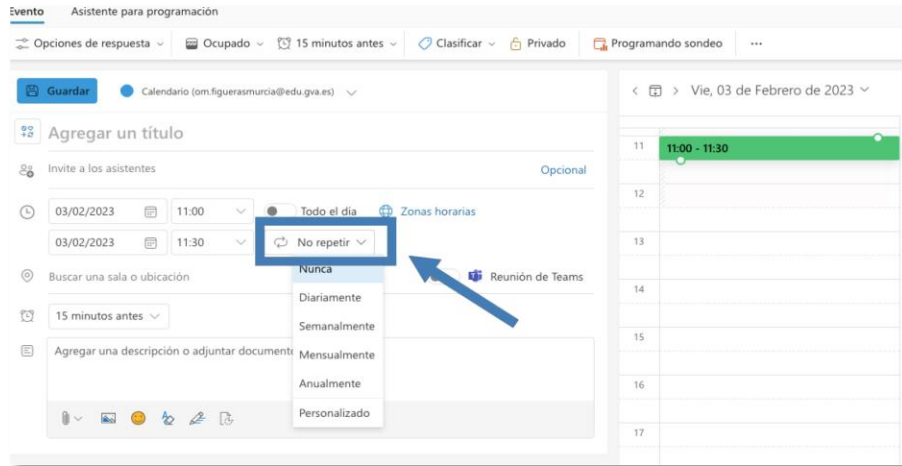 Evento Asistente para programación
Opciones de respuesta Ocupado 15 minutos antes Clasificar Privado Programando sondeo ...
Guardar Calendario (om.figuerasmurcia@edu.gva.es)
Vie, 03 de Febrero de 2023
Agregar un título
Invite a los asistentes Opcional
03/02/2023 11:00 Todo el día Zonas horarias
03/02/2023 11:30 No repetir
Buscar una sala o ubicación Reunión de Teams
Nunca
Diariamente
Semanalmente
Mensualmente
Anualmente
Personalizado
15 minutos antes
Agregar una descripción o adjuntar document
11 11:00 - 11:30
12
13
14
15
16
17